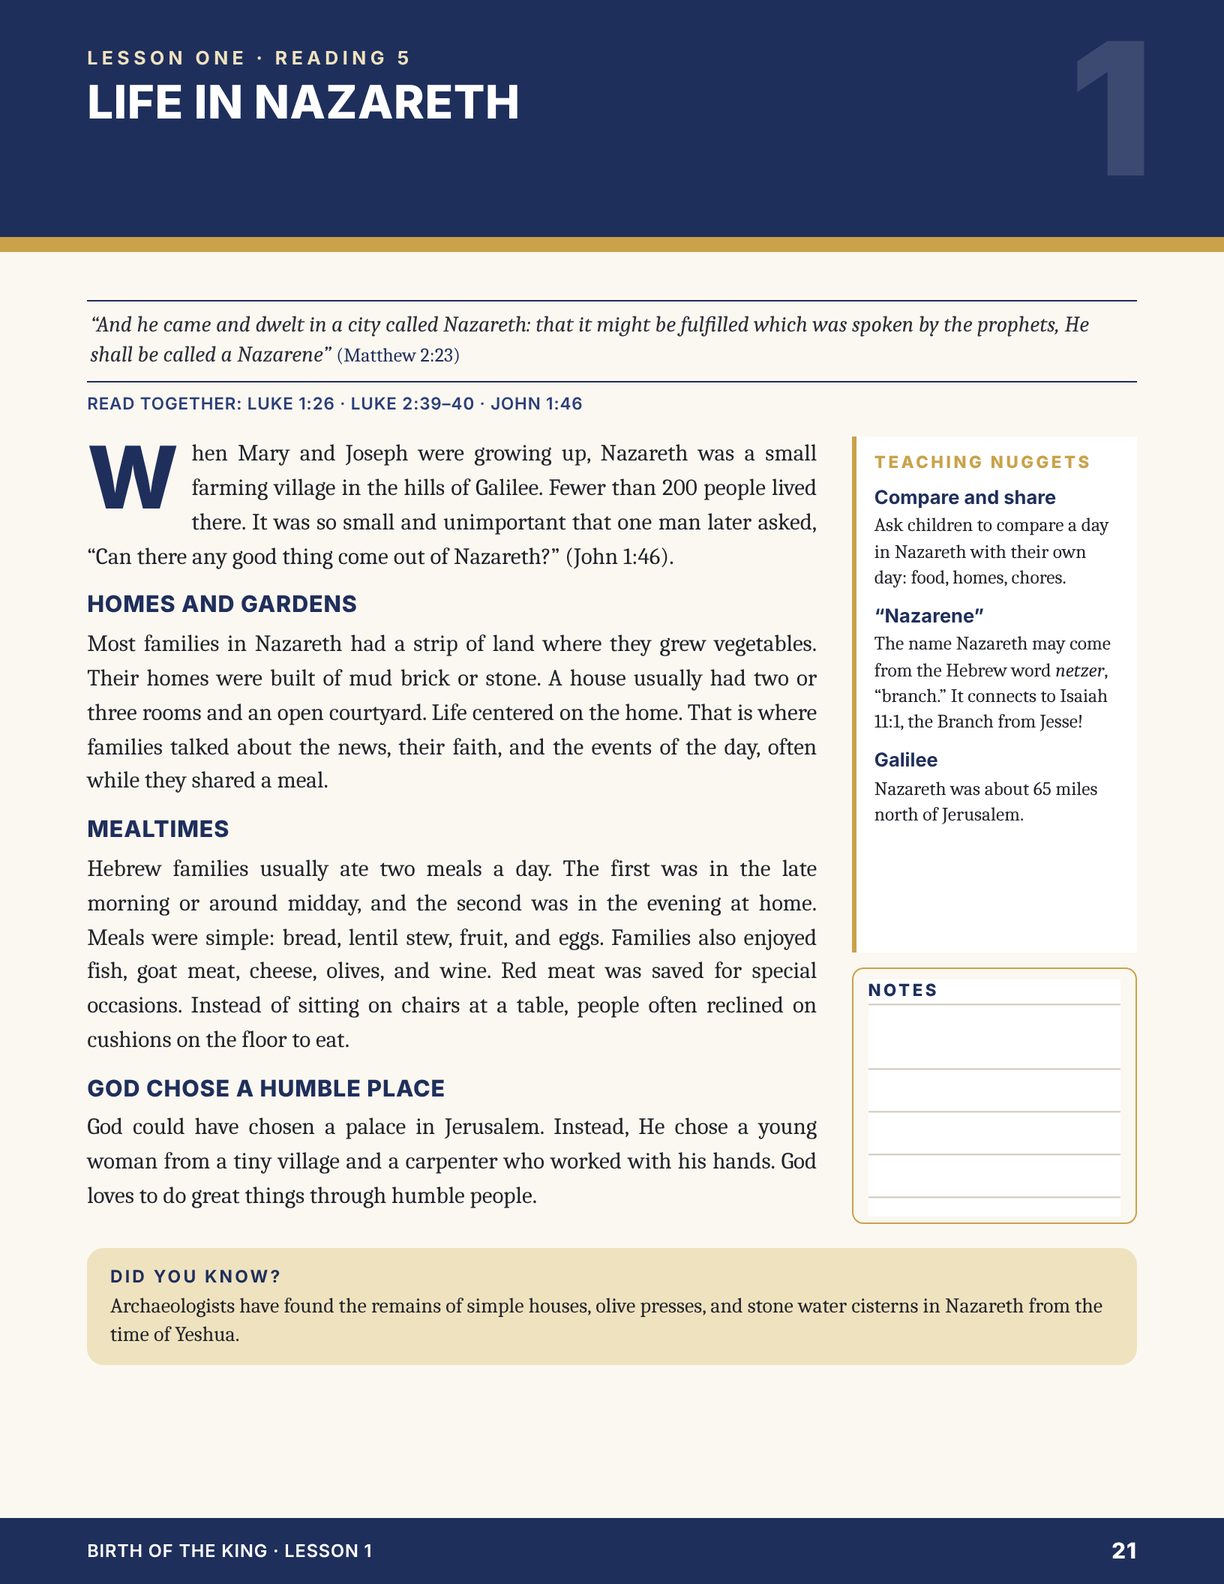 LESSON ONE · READING 5
LIFE IN NAZARETH
1
“And he came and dwelt in a city called Nazareth: that it might be fulfilled which was spoken by the prophets, He
shall be called a Nazarene” (Matthew 2:23)
READ TOGETHER: LUKE 1:26 · LUKE 2:39–40 · JOHN 1:46
When Mary and Joseph were growing up, Nazareth was a small
farming village in the hills of Galilee. Fewer than 200 people lived
there. It was so small and unimportant that one man later asked,
“Can there any good thing come out of Nazareth?” (John 1:46).
HOMES AND GARDENS
Most families in Nazareth had a strip of land where they grew vegetables.
Their homes were built of mud brick or stone. A house usually had two or
three rooms and an open courtyard. Life centered on the home. That is where
families talked about the news, their faith, and the events of the day, often
while they shared a meal.
MEALTIMES
Hebrew families usually ate two meals a day. The first was in the late
morning or around midday, and the second was in the evening at home.
Meals were simple: bread, lentil stew, fruit, and eggs. Families also enjoyed
fish, goat meat, cheese, olives, and wine. Red meat was saved for special
occasions. Instead of sitting on chairs at a table, people often reclined on
cushions on the floor to eat.
GOD CHOSE A HUMBLE PLACE
God could have chosen a palace in Jerusalem. Instead, He chose a young
woman from a tiny village and a carpenter who worked with his hands. God
loves to do great things through humble people.
TEACHING NUGGETS
Compare and share
Ask children to compare a day
in Nazareth with their own
day: food, homes, chores.
“Nazarene”
The name Nazareth may come
from the Hebrew word netzer,
“branch.” It connects to Isaiah
11:1, the Branch from Jesse!
Galilee
Nazareth was about 65 miles
north of Jerusalem.
NOTES
DID YOU KNOW?
Archaeologists have found the remains of simple houses, olive presses, and stone water cisterns in Nazareth from the
time of Yeshua.
BIRTH OF THE KING · LESSON 1
21